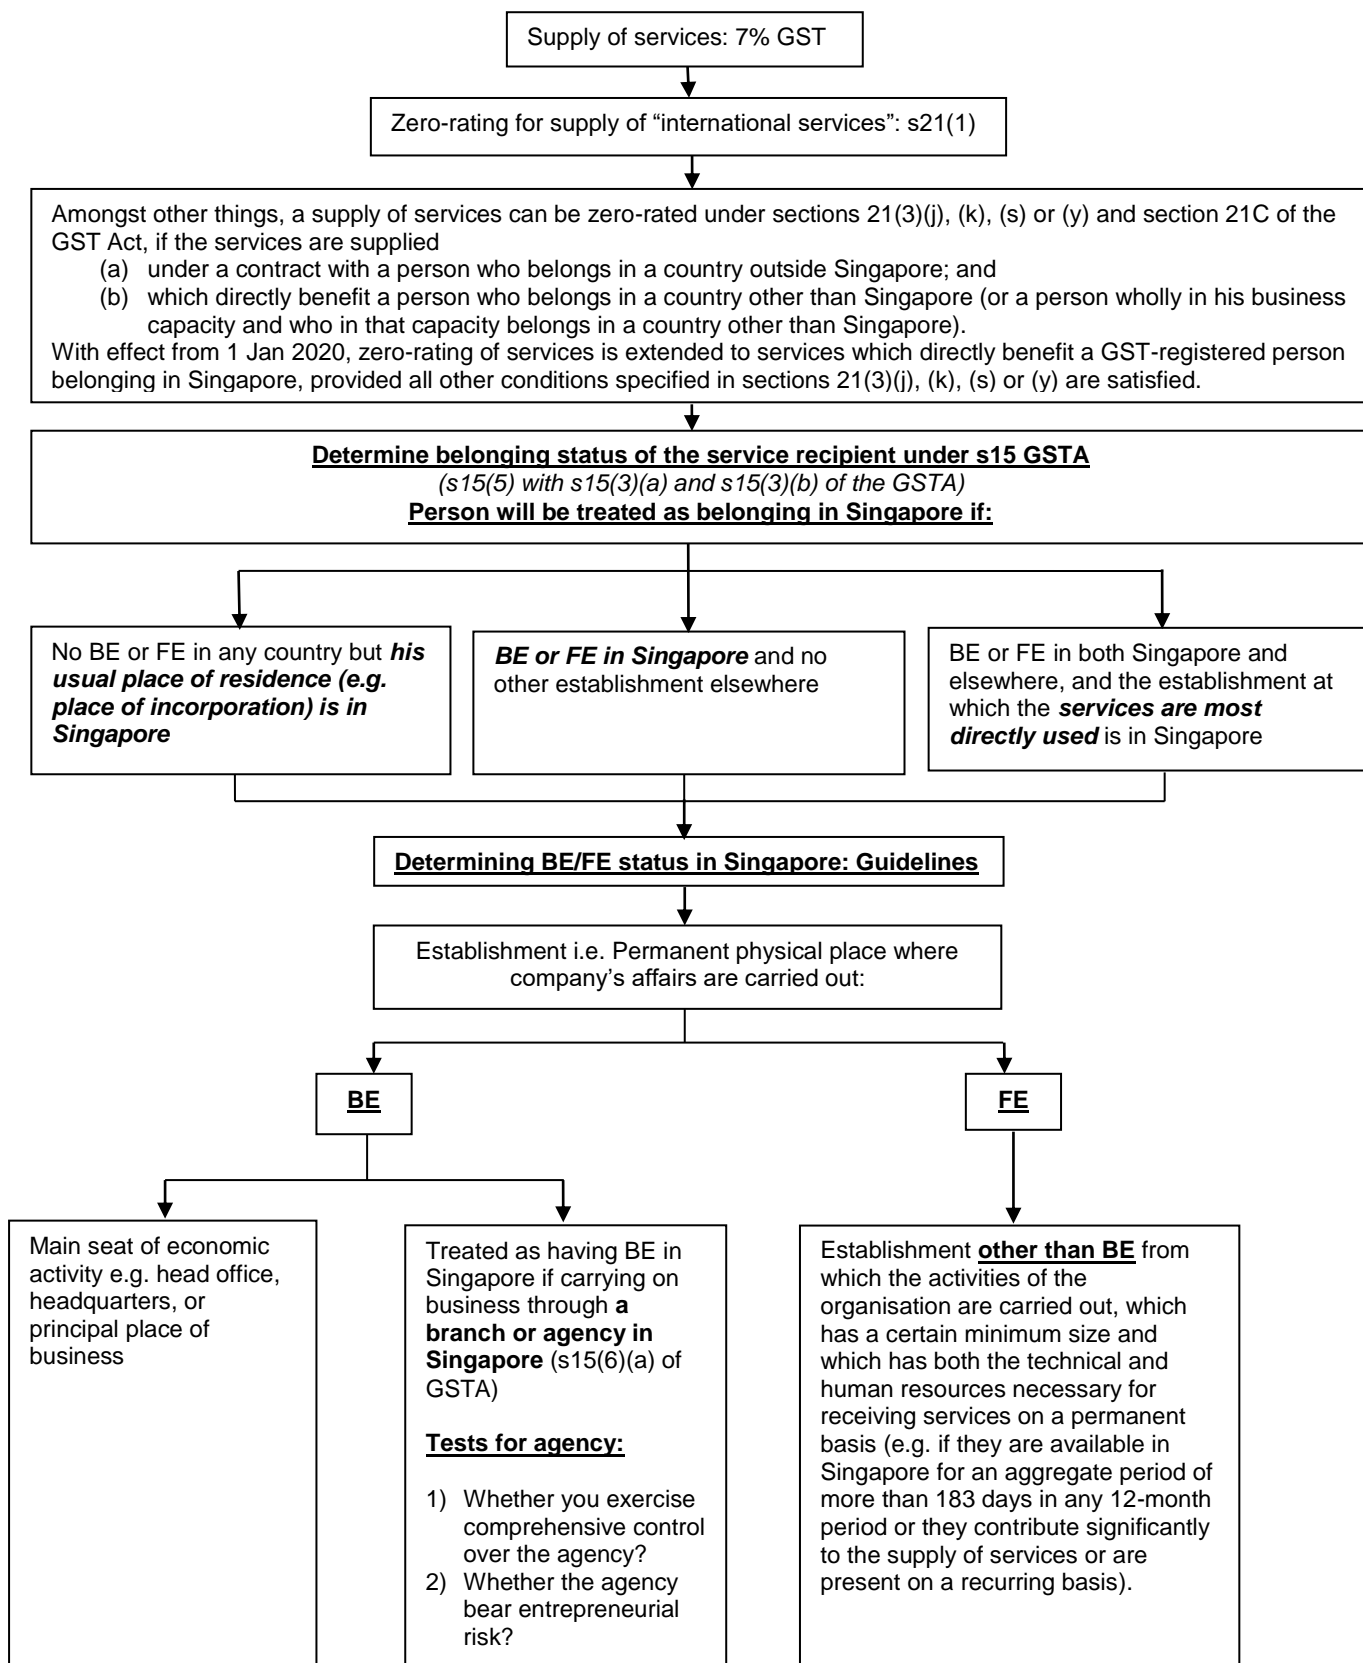 Supply of services: 7% GST
Zero-rating for supply of “international services”: s21(1)
Amongst other things, a supply of services can be zero-rated under sections 21(3)(j), (k), (s) or (y) and section 21C of the
GST Act, if the services are supplied
(a) under a contract with a person who belongs in a country outside Singapore; and
(b) which directly benefit a person who belongs in a country other than Singapore (or a person wholly in his business
capacity and who in that capacity belongs in a country other than Singapore).
With effect from 1 Jan 2020, zero-rating of services is extended to services which directly benefit a GST-registered person
belonging in Singapore, provided all other conditions specified in sections 21(3)(j), (k), (s) or (y) are satisfied.
Determine belonging status of the service recipient under s15 GSTA
(s15(5) with s15(3)(a) and s15(3)(b) of the GSTA)
Person will be treated as belonging in Singapore if:
No BE or FE in any country but his
usual place of residence (e.g.
place of incorporation) is in
Singapore
BE or FE in Singapore and no
other establishment elsewhere
BE or FE in both Singapore and
elsewhere, and the establishment at
which the services are most
directly used is in Singapore
Determining BE/FE status in Singapore: Guidelines
Establishment i.e. Permanent physical place where
company’s affairs are carried out:
BE
FE
Main seat of economic
activity e.g. head office,
headquarters, or
principal place of
business
Treated as having BE in
Singapore if carrying on
business through a
branch or agency in
Singapore (s15(6)(a) of
GSTA)
Tests for agency:
1) Whether you exercise
comprehensive control
over the agency?
2) Whether the agency
bear entrepreneurial
risk?
Establishment other than BE from
which the activities of the
organisation are carried out, which
has a certain minimum size and
which has both the technical and
human resources necessary for
receiving services on a permanent
basis (e.g. if they are available in
Singapore for an aggregate period of
more than 183 days in any 12-month
period or they contribute significantly
to the supply of services or are
present on a recurring basis).